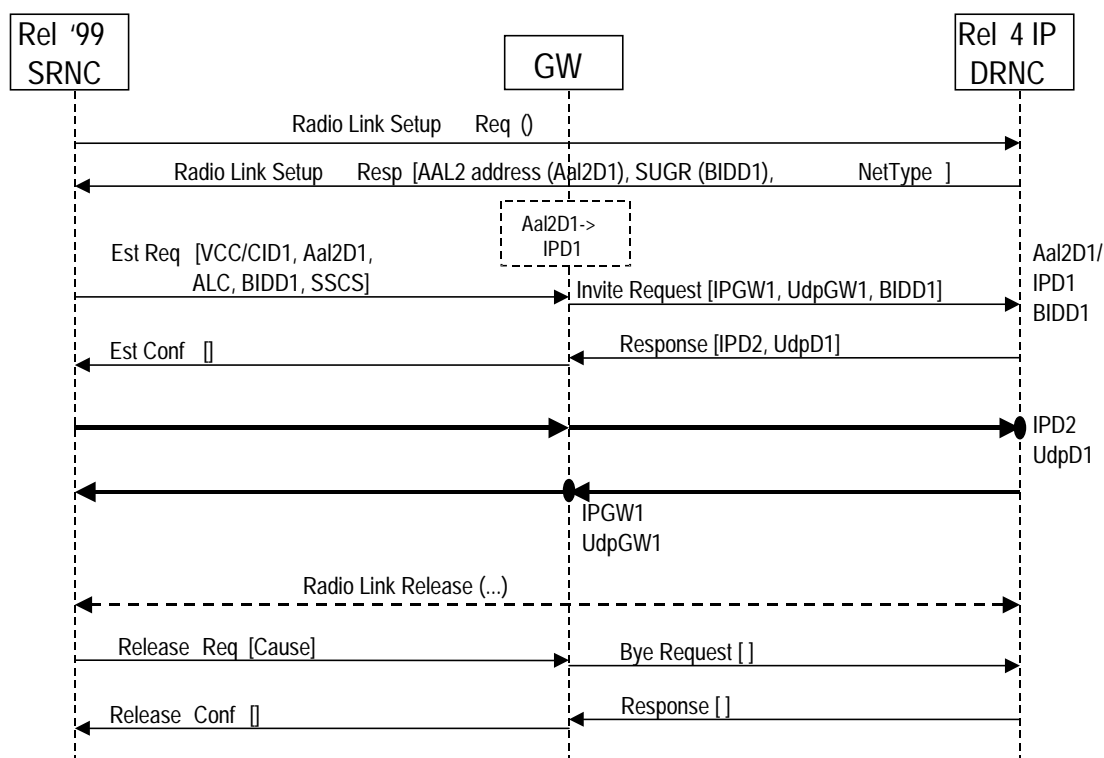 Rel '99
SRNC
GW
Rel 4 IP
DRNC
Radio Link Setup Req ()
Radio Link Setup Resp [AAL2 address (Aal2D1), SUGR (BIDD1), NetType ]
Aal2D1->
IPD1
Est Req [VCC/CID1, Aal2D1,
ALC, BIDD1, SSCS]
Invite Request [IPGW1, UdpGW1, BIDD1]
Aal2D1/
IPD1
BIDD1
Est Conf []
Response [IPD2, UdpD1]
IPD2
UdpD1
IPGW1
UdpGW1
Radio Link Release (...)
Release Req [Cause]
Bye Request [ ]
Release Conf []
Response [ ]